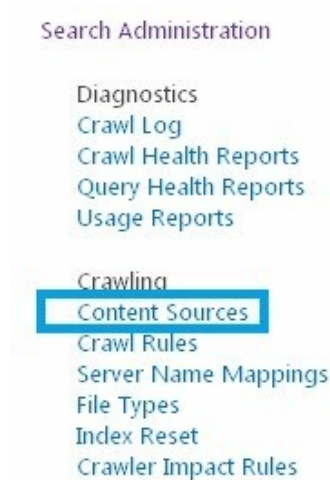 Search Administration
Diagnostics
Crawl Log
Crawl Health Reports
Query Health Reports
Usage Reports
Crawling
Content Sources
Crawl Rules
Server Name Mappings
File Types
Index Reset
Crawler Impact Rules